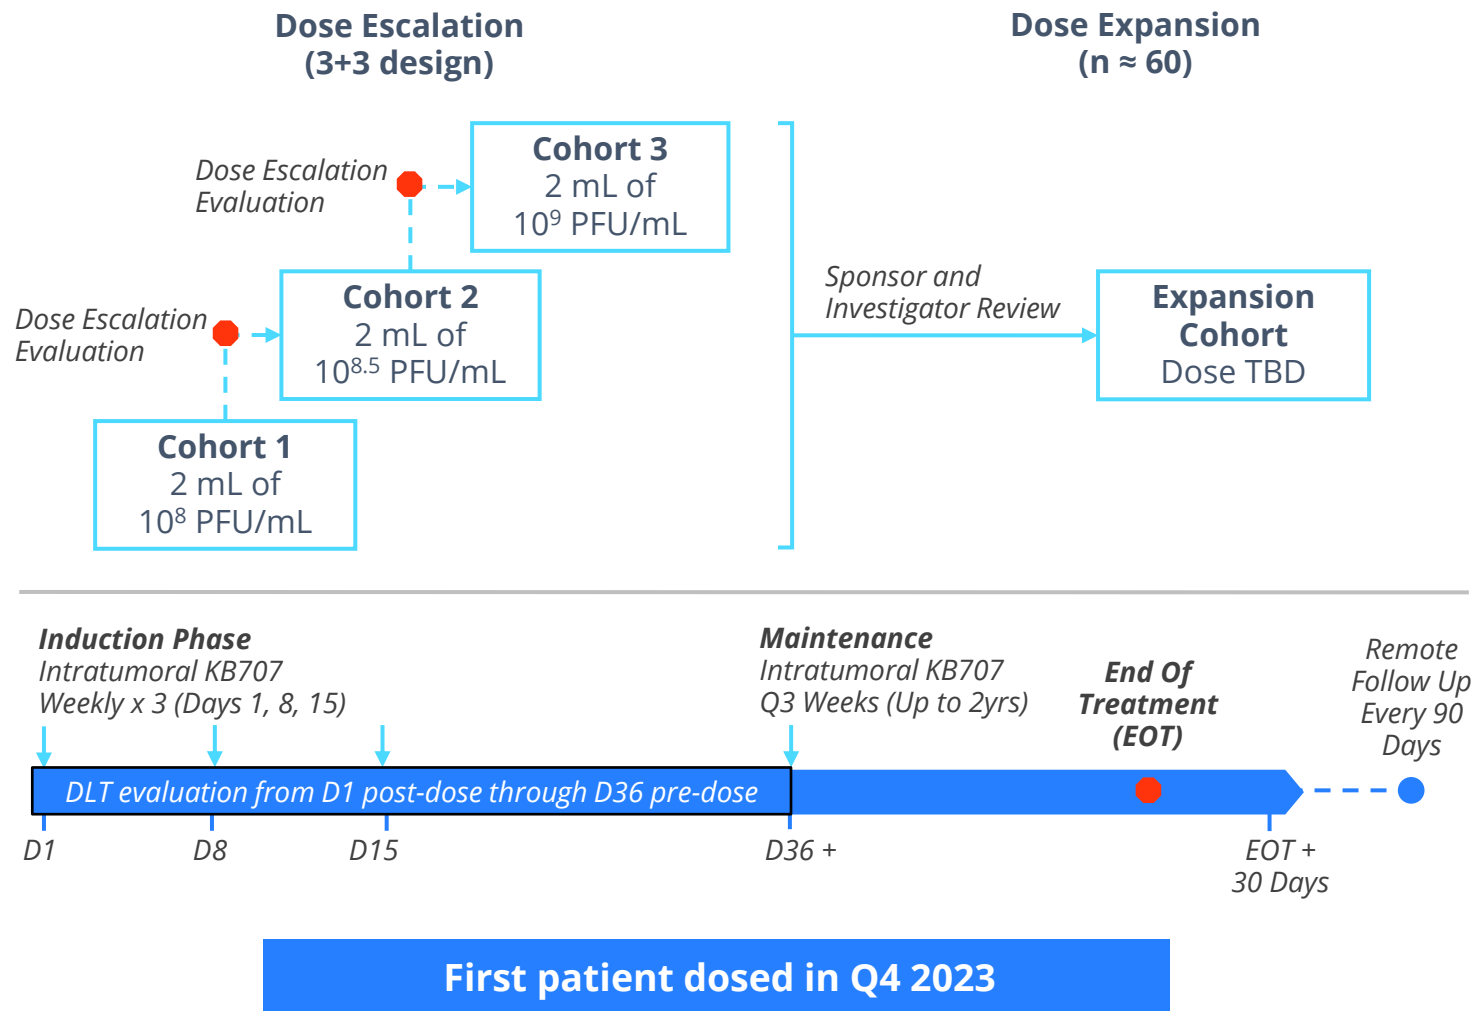 Dose Escalation
(3+3 design)
Dose Expansion
(n ≈ 60)
Cohort 3
2 mL of
10⁹ PFU/mL
Dose Escalation
Evaluation
Cohort 2
2 mL of
10⁸·⁵ PFU/mL
Dose Escalation
Evaluation
Cohort 1
2 mL of
10⁸ PFU/mL
Sponsor and
Investigator Review
Expansion
Cohort
Dose TBD
Induction Phase
Intratumoral KB707
Weekly x 3 (Days 1, 8, 15)
Maintenance
Intratumoral KB707
Q3 Weeks (Up to 2yrs)
End Of
Treatment
(EOT)
Remote
Follow Up
Every 90
Days
DLT evaluation from D1 post-dose through D36 pre-dose
D1
D8
D15
D36 +
EOT +
30 Days
First patient dosed in Q4 2023